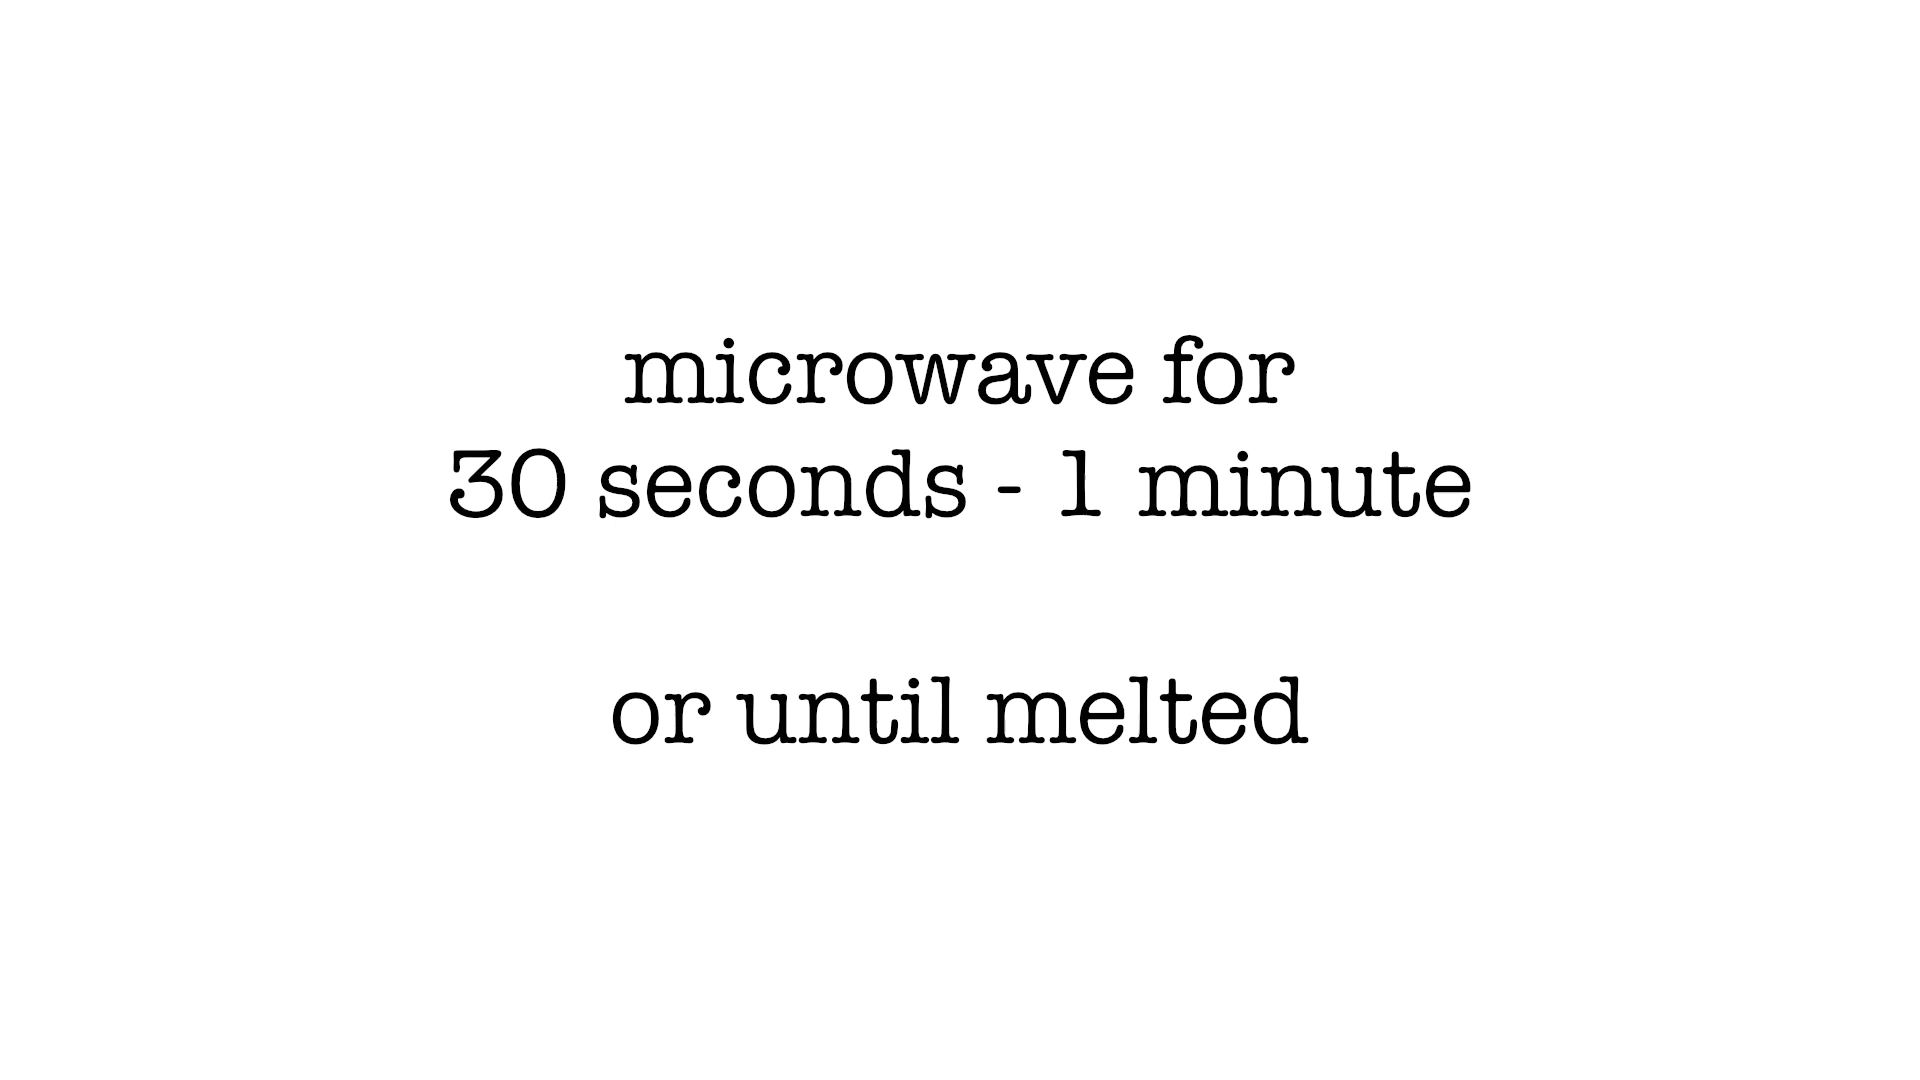 microwave for
30 seconds - 1 minute
or until melted